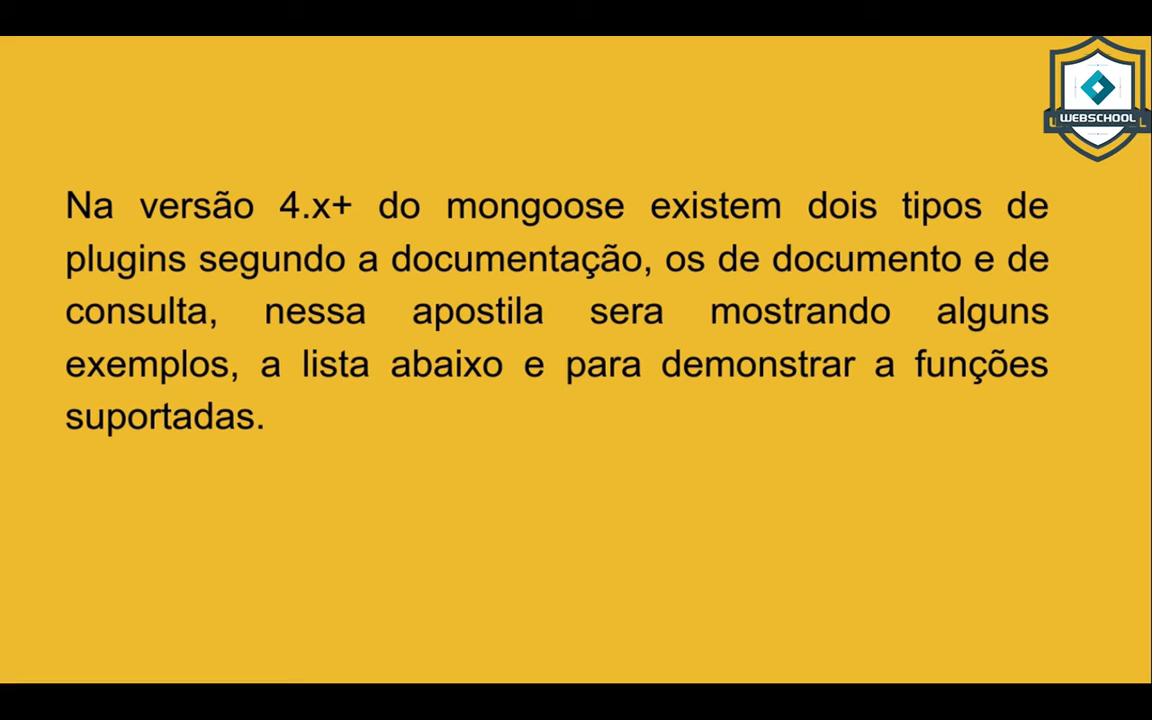 WEBSCHOOL
Na versão 4.x+ do mongoose existem dois tipos de
plugins segundo a documentação, os de documento e de
consulta, nessa apostila sera mostrando alguns
exemplos, a lista abaixo e para demonstrar a funções
suportadas.